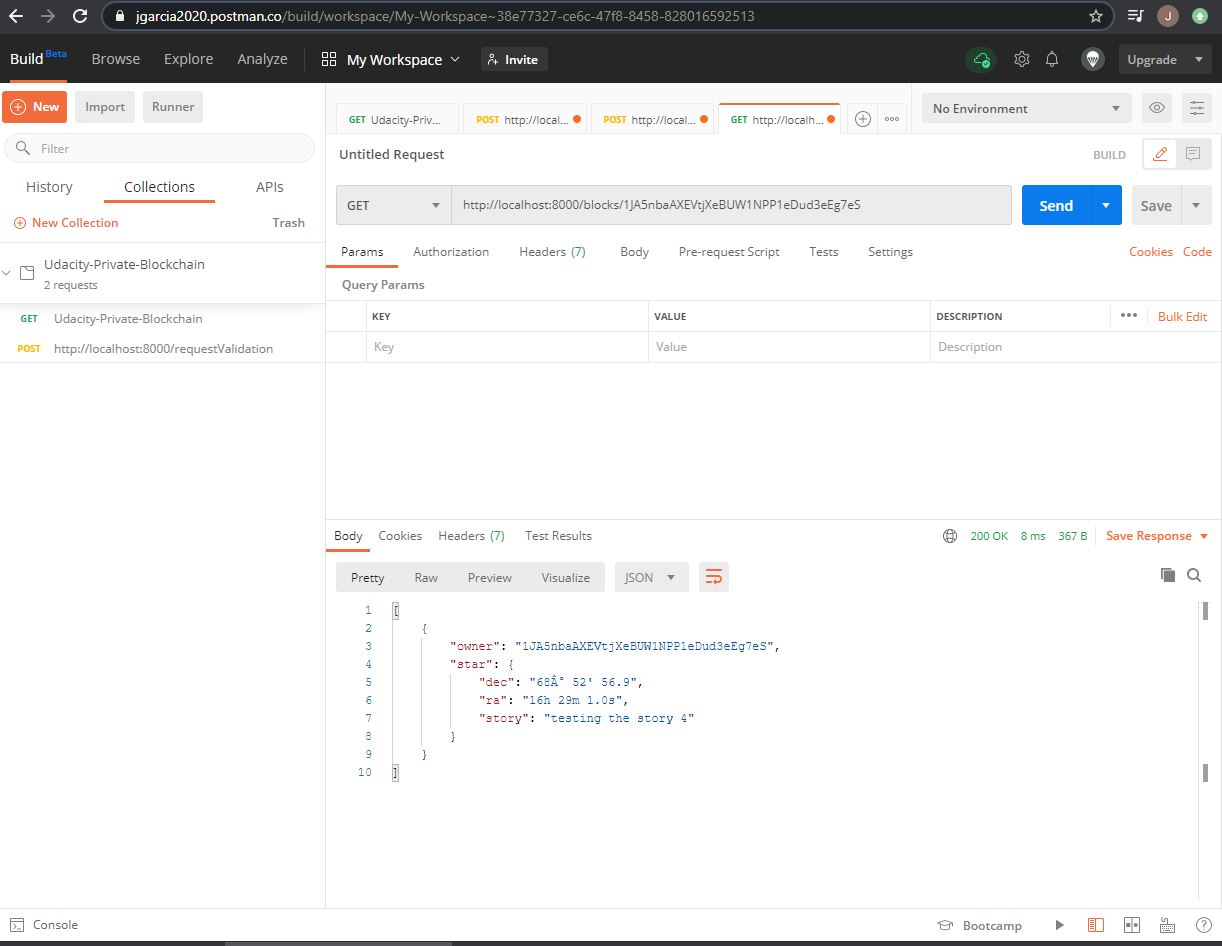 jgarcia2020.postman.co/build/workspace/My-Workspace~38e77327-ce6c-47f8-8458-828016592513
J
Build Beta Browse Explore Analyze My Workspace Invite Upgrade
New Import Runner
Filter
History Collections APIs
New Collection Trash
Udacity-Private-Blockchain
2 requests
GET Udacity-Private-Blockchain
POST http://localhost:8000/requestValidation
GET Udacity-Priv... POST http://local... POST http://local... GET http://localh... ...
No Environment
Untitled Request BUILD
GET http://localhost:8000/blocks/1JA5nbaAXEVtjXeBUW1NPP1eDud3eEg7eS Send Save
Params Authorization Headers (7) Body Pre-request Script Tests Settings Cookies Code
Query Params
KEY VALUE DESCRIPTION ... Bulk Edit
Key Value Description
Body Cookies Headers (7) Test Results 200 OK 8 ms 367 B Save Response
Pretty Raw Preview Visualize JSON
1 [
2 {
3 "owner": "1JA5nbaAXEVtjXeBUW1NPP1eDud3eEg7eS",
4 "star": {
5 "dec": "68Â° 52' 56.9",
6 "ra": "16h 29m 1.0s",
7 "story": "testing the story 4"
8 }
9 }
10 ]
Console Bootcamp